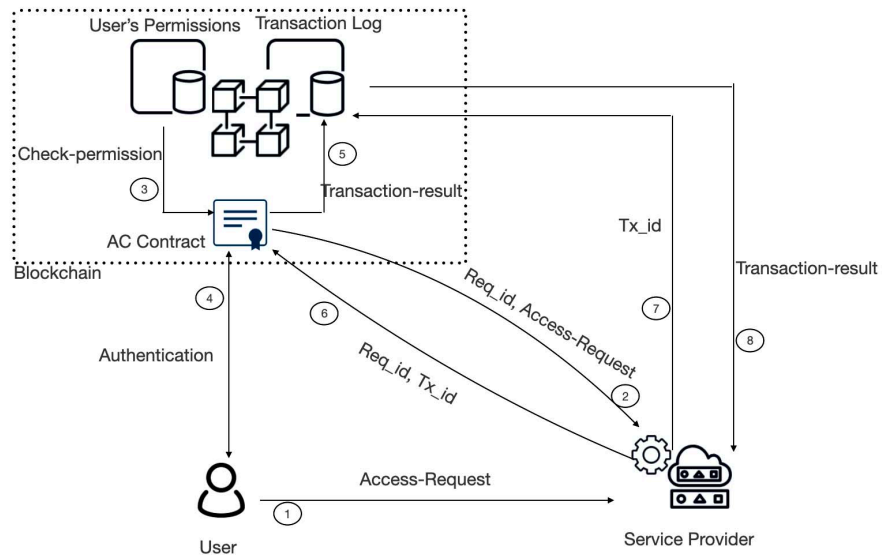 User's Permissions
Transaction Log
Check-permission
3
5
Transaction-result
AC Contract
Blockchain
Tx_id
Transaction-result
4
6
Req_id, Access-Request
7
8
Authentication
Req_id, Tx_id
2
Access-Request
1
User
Service Provider